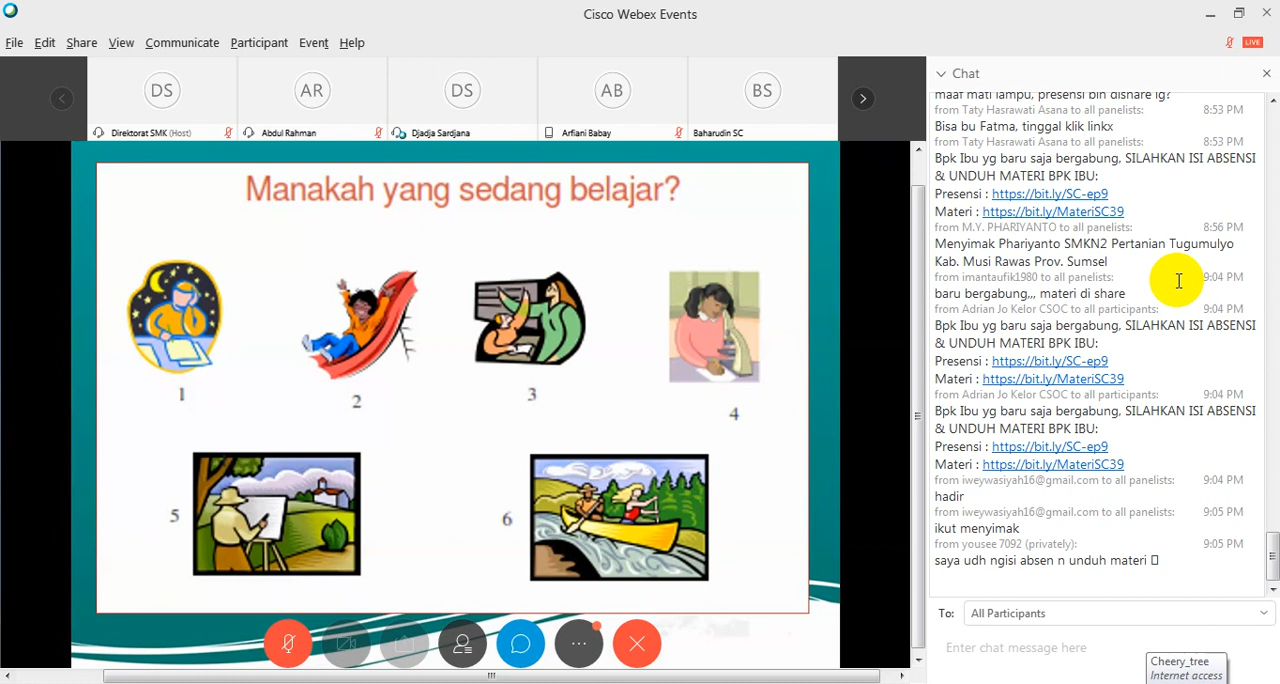 Cisco Webex Events
File Edit Share View Communicate Participant Event Help
LIVE
DS AR DS AB BS
Direktorat SMK (Host) Abdul Rahman Djadja Sardjana Arfiani Babay Baharudin SC
Manakah yang sedang belajar?
1
2
3
4
5
6
Chat
maaf mati lampu, presensi bln dishare lg?
from Taty Hasrawati Asana to all panelists: 8:53 PM
Bisa bu Fatma, tinggal klik linkx
from Taty Hasrawati Asana to all panelists: 8:53 PM
Bpk Ibu yg baru saja bergabung, SILAHKAN ISI ABSENSI
& UNDUH MATERI BPK IBU:
Presensi : https://bit.ly/SC-ep9
Materi : https://bit.ly/MateriSC39
from M.Y. PHARIYANTO to all panelists: 8:56 PM
Menyimak Phariyanto SMKN2 Pertanian Tugumulyo
Kab. Musi Rawas Prov. Sumsel
from imantaufik1980 to all panelists: 9:04 PM
baru bergabung,,, materi di share
from Adrian Jo Kelor CSOC to all participants: 9:04 PM
Bpk Ibu yg baru saja bergabung, SILAHKAN ISI ABSENSI
& UNDUH MATERI BPK IBU:
Presensi : https://bit.ly/SC-ep9
Materi : https://bit.ly/MateriSC39
from Adrian Jo Kelor CSOC to all participants: 9:04 PM
Bpk Ibu yg baru saja bergabung, SILAHKAN ISI ABSENSI
& UNDUH MATERI BPK IBU:
Presensi : https://bit.ly/SC-ep9
Materi : https://bit.ly/MateriSC39
from iweywasiyah16@gmail.com to all panelists: 9:04 PM
hadir
from iweywasiyah16@gmail.com to all panelists: 9:05 PM
ikut menyimak
from yousee 7092 (privately): 9:05 PM
saya udh ngisi absen n unduh materi
To: All Participants
Enter chat message here
Cheery_tree
Internet access